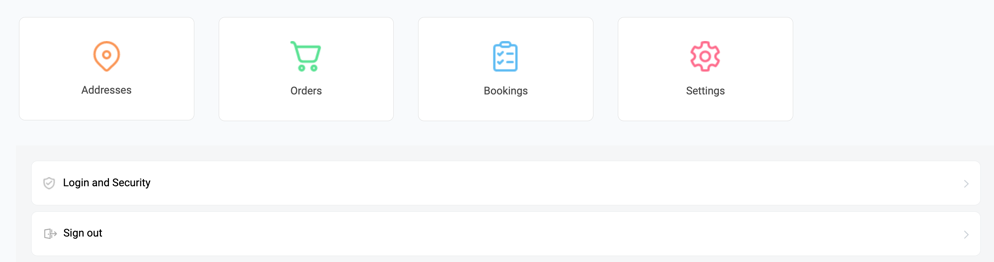 Addresses
Orders
Bookings
Settings
Login and Security
Sign out